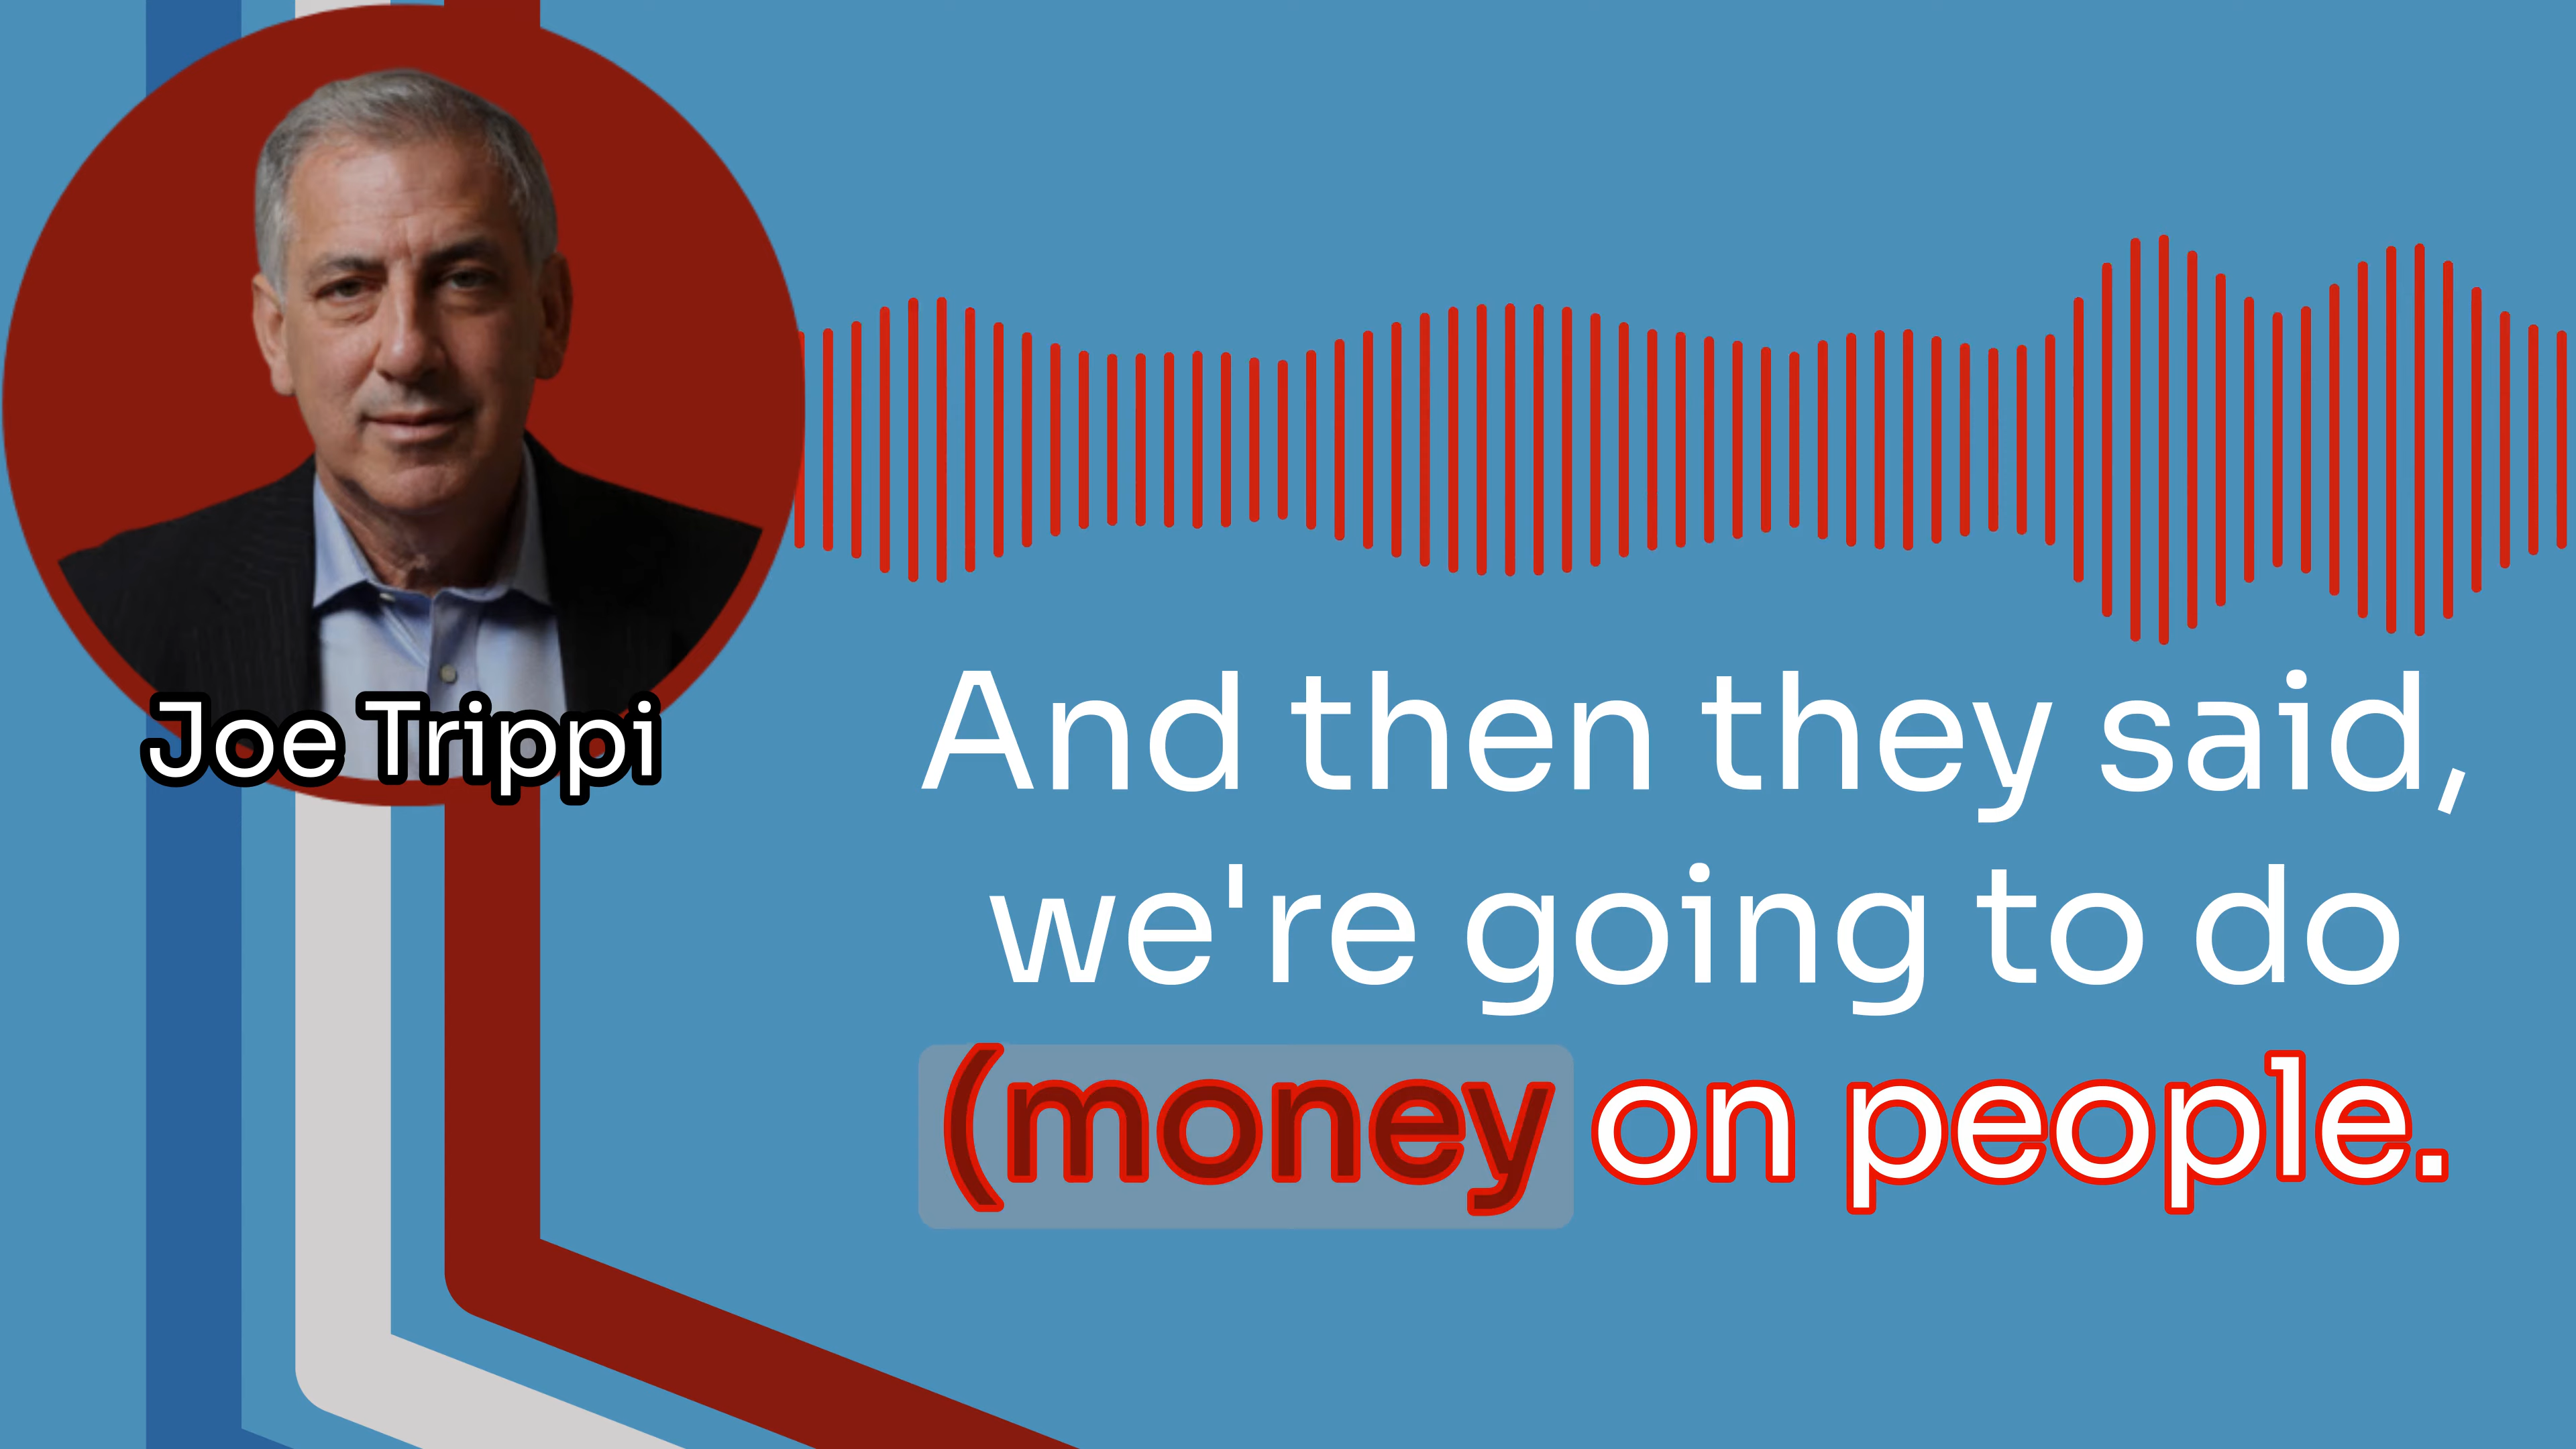 Joe Trippi
And then they said,
we're going to do
(money on people.